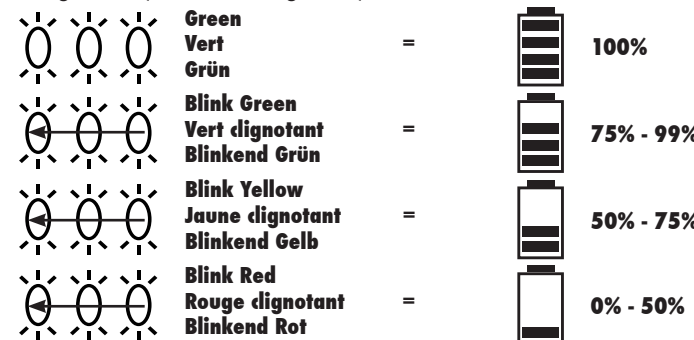 Green
Vert = 100%
Grün
Blink Green
Vert clignotant = 75% - 99%
Blinkend Grün
Blink Yellow
Jaune clignotant = 50% - 75%
Blinkend Gelb
Blink Red
Rouge clignotant = 0% - 50%
Blinkend Rot